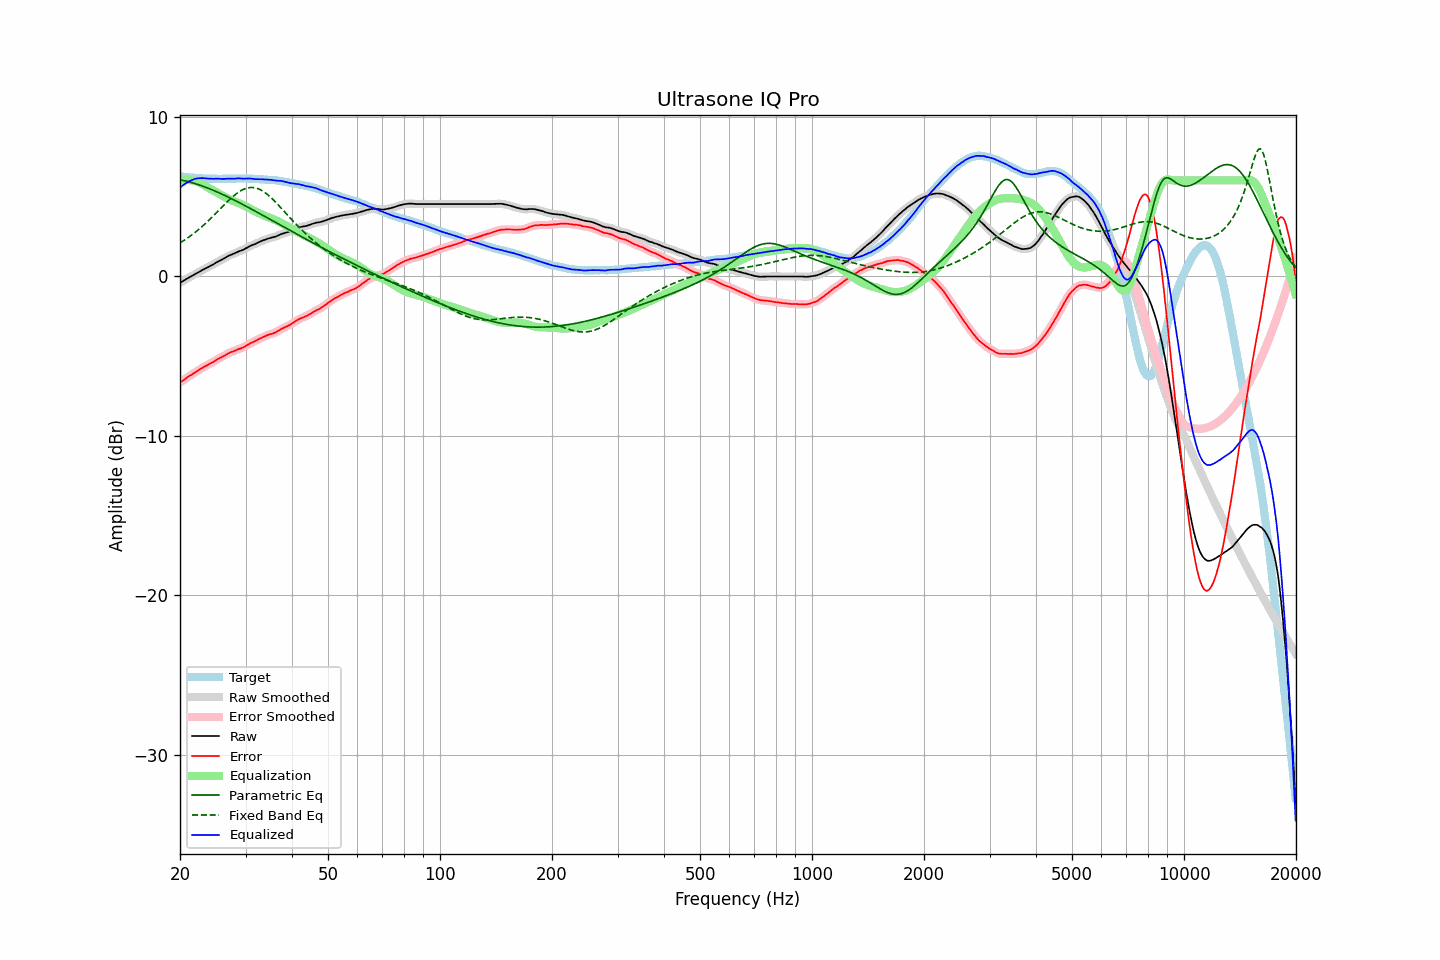 Ultrasone IQ Pro
10
0
−10
−20
−30
Amplitude (dBr)
Target
Raw Smoothed
Error Smoothed
Raw
Error
Equalization
Parametric Eq
Fixed Band Eq
Equalized
20 50 100 200 500 1000 2000 5000 10000 20000
Frequency (Hz)